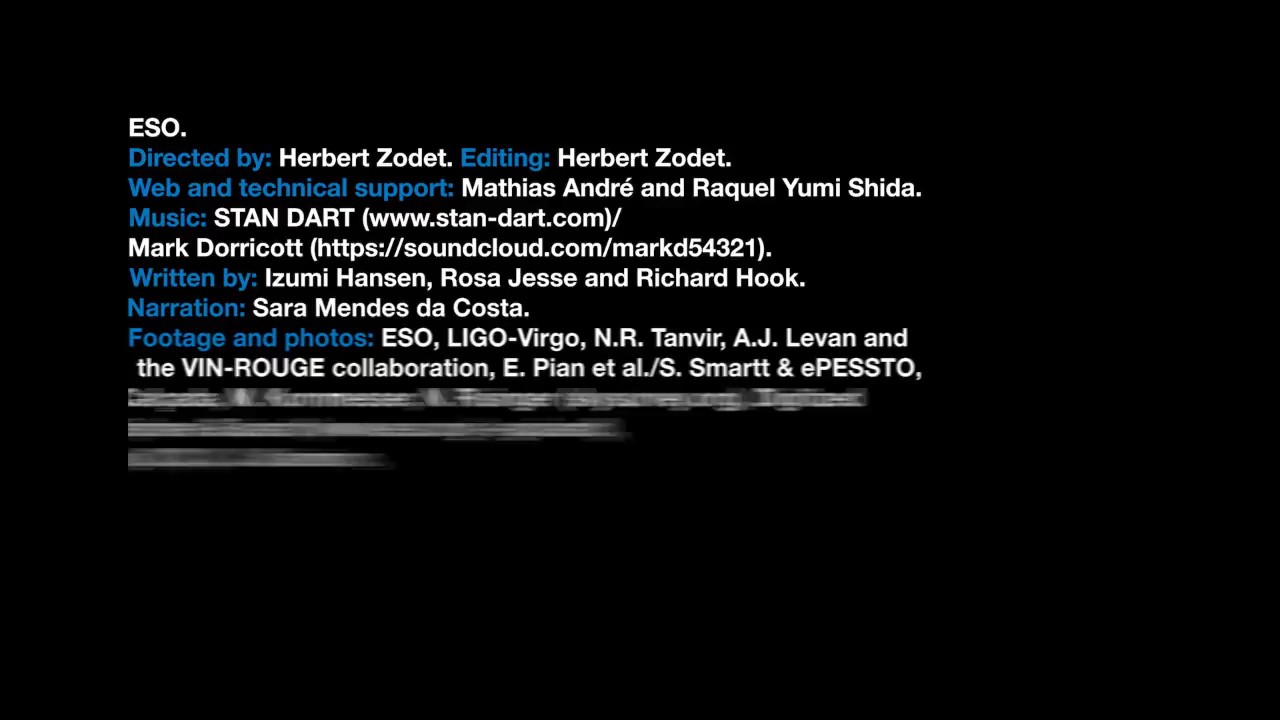 ESO.
Directed by: Herbert Zodet. Editing: Herbert Zodet.
Web and technical support: Mathias André and Raquel Yumi Shida.
Music: STAN DART (www.stan-dart.com)/
Mark Dorricott (https://soundcloud.com/markd54321).
Written by: Izumi Hansen, Rosa Jesse and Richard Hook.
Narration: Sara Mendes da Costa.
Footage and photos: ESO, LIGO-Virgo, N.R. Tanvir, A.J. Levan and
the VIN-ROUGE collaboration, E. Pian et al./S. Smartt & ePESSTO,